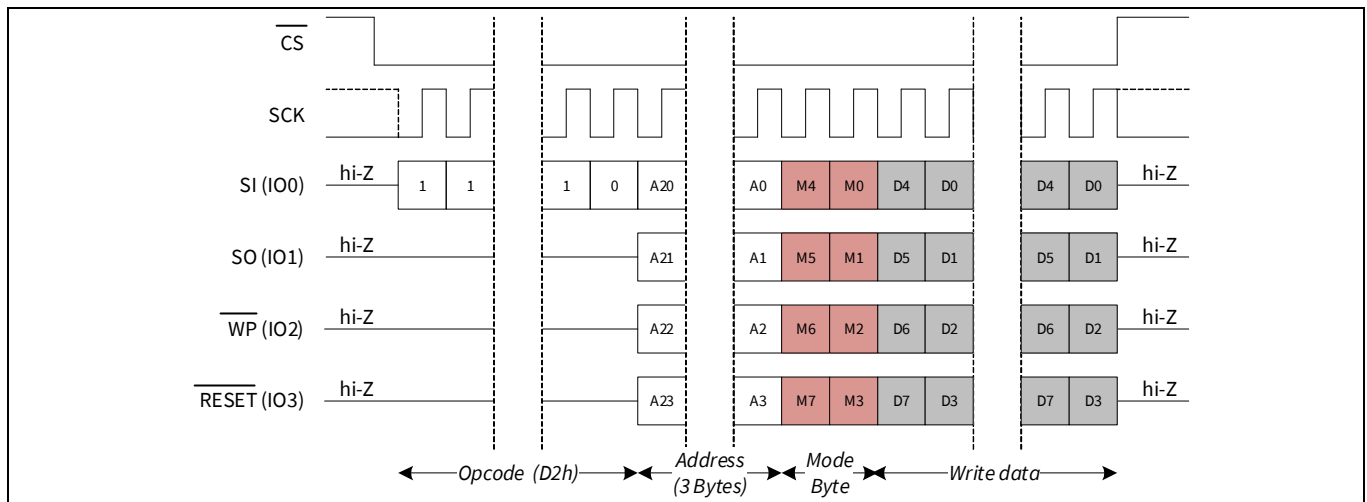 CS
SCK
SI (IO0) hi-Z 1 1 1 0 A20 A0 M4 M0 D4 D0 D4 D0 hi-Z
SO (IO1) hi-Z A21 A1 M5 M1 D5 D1 D5 D1 hi-Z
WP (IO2) hi-Z A22 A2 M6 M2 D6 D2 D6 D2 hi-Z
RESET (IO3) hi-Z A23 A3 M7 M3 D7 D3 D7 D3 hi-Z
Opcode (D2h) Address Mode Write data
(3 Bytes) Byte